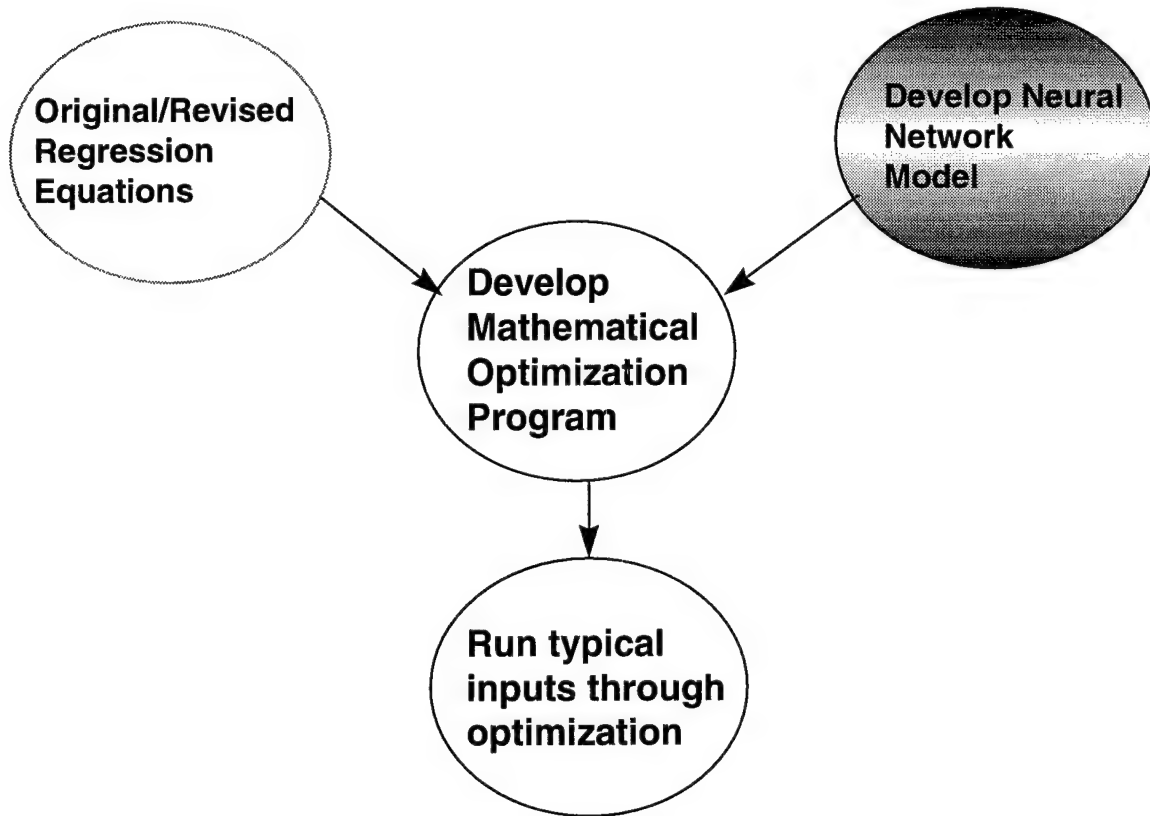 Original/Revised
Regression
Equations
Develop Neural
Network
Model
Develop
Mathematical
Optimization
Program
Run typical
inputs through
optimization